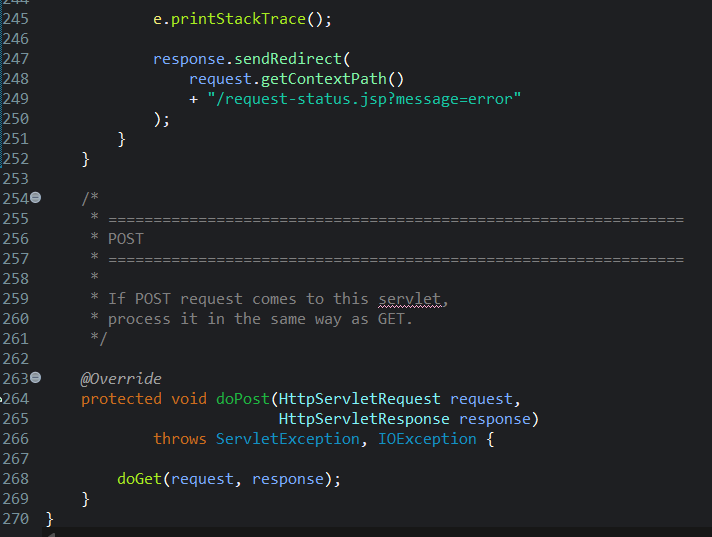 244
245 e.printStackTrace();
246
247 response.sendRedirect(
248 request.getContextPath()
249 + "/request-status.jsp?message=error"
250 );
251 }
252 }
253
254 /*
255 * ================================================================
256 * POST
257 * ================================================================
258 *
259 * If POST request comes to this servlet,
260 * process it in the same way as GET.
261 */
262
263 @Override
264 protected void doPost(HttpServletRequest request,
265 HttpServletResponse response)
266 throws ServletException, IOException {
267
268 doGet(request, response);
269 }
270 }